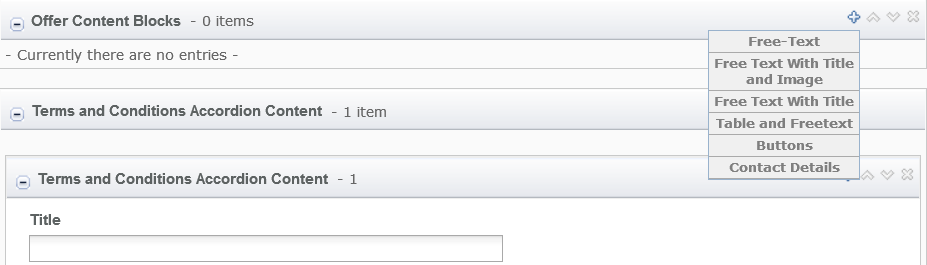 Offer Content Blocks - 0 items
- Currently there are no entries -
Free-Text
Free Text With Title
and Image
Free Text With Title
Table and Freetext
Buttons
Contact Details
Terms and Conditions Accordion Content - 1 item
Terms and Conditions Accordion Content - 1
Title